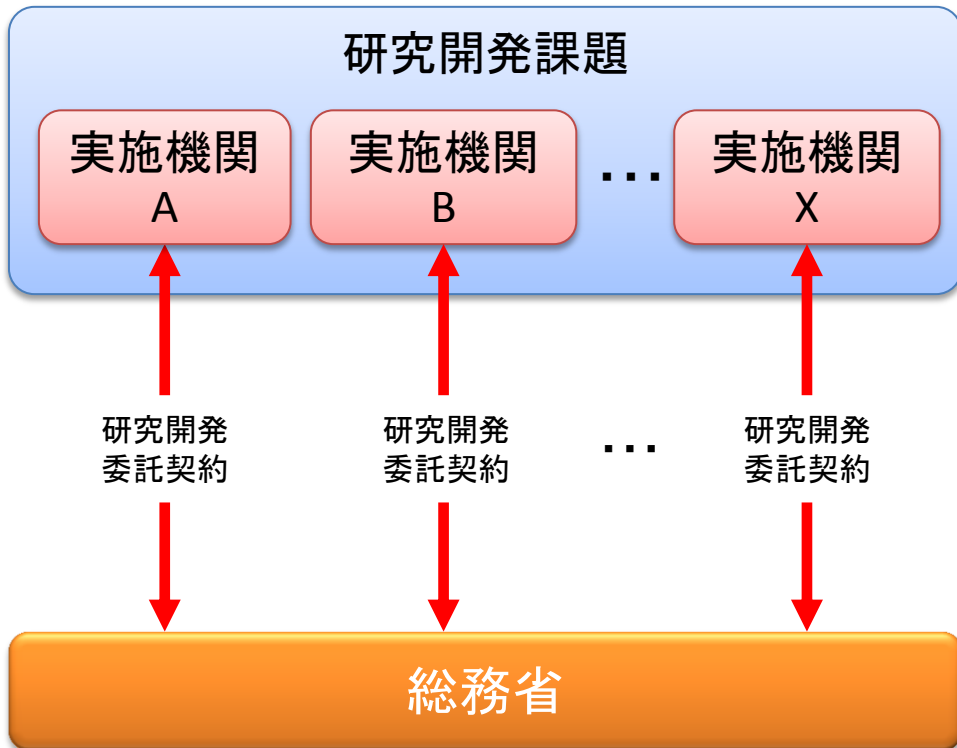 研究開発課題
実施機関
A
実施機関
B
…
実施機関
X
研究開発
委託契約
研究開発
委託契約
…
研究開発
委託契約
総務省